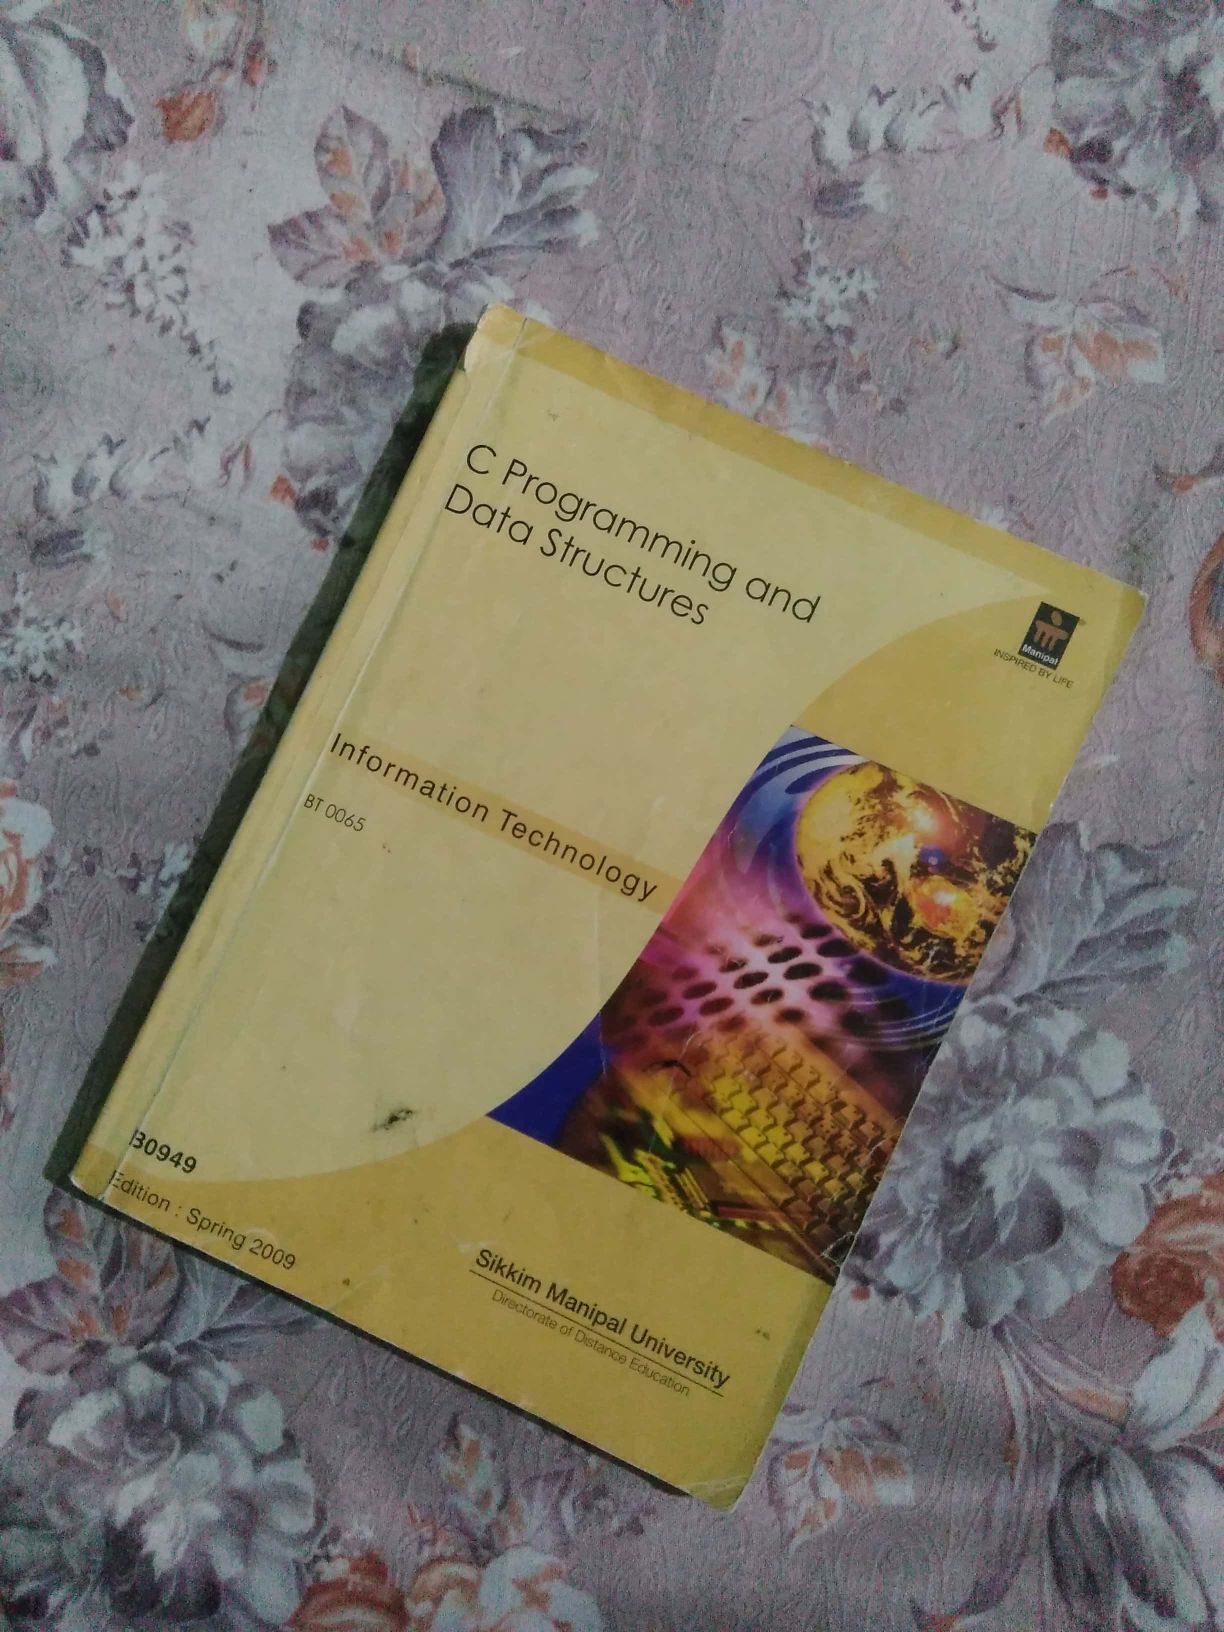 C Programming and
Data Structures
Manipal
INSPIRED BY LIFE
Information Technology
BT 0065
B0949
Edition : Spring 2009
Sikkim Manipal University
Directorate of Distance Education